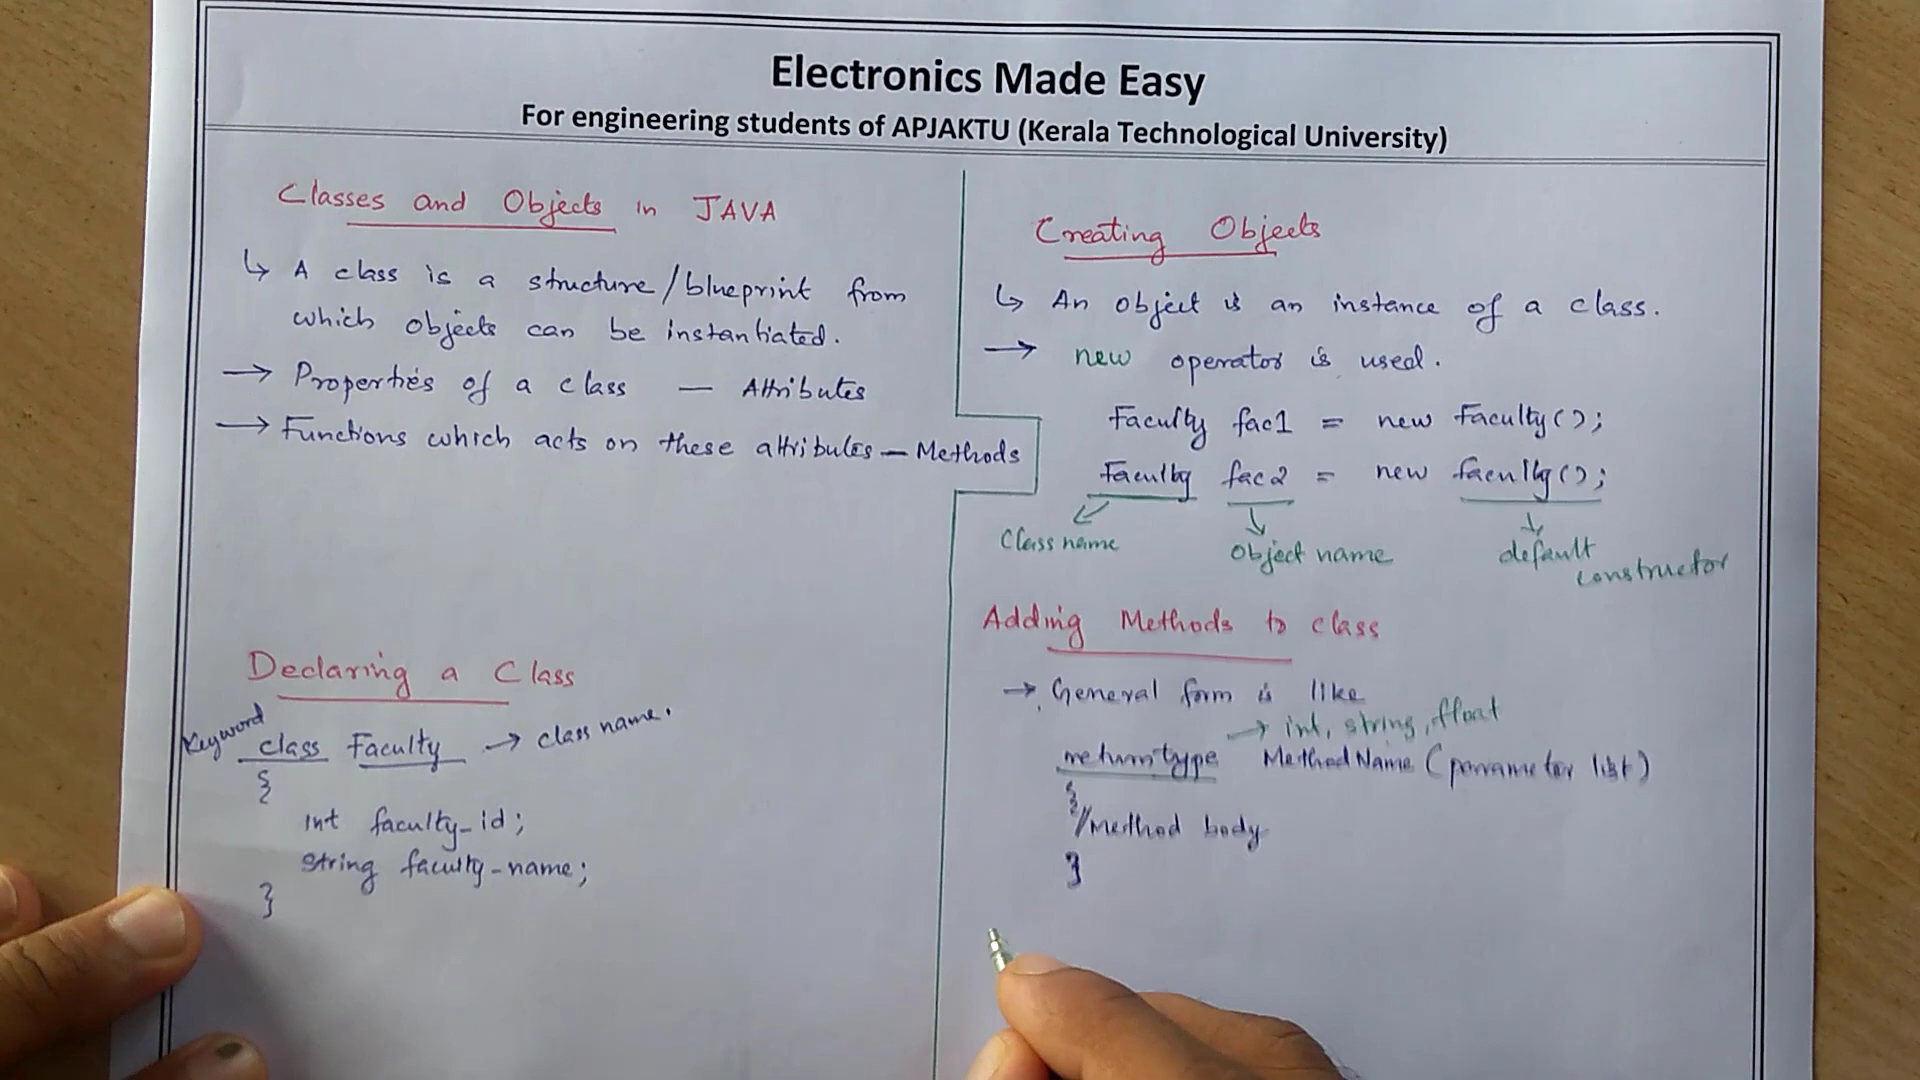 Electronics Made Easy
For engineering students of APJAKTU (Kerala Technological University)
Classes and Objects in JAVA
↳ A class is a structure/blueprint from
which objects can be instantiated.
→ Properties of a class — Attributes
→ Functions which acts on these attributes — Methods
Declaring a Class
Keyword
class Faculty → class name.
{
int faculty_id;
String faculty_name;
}
Creating Objects
↳ An object is an instance of a class.
→ new operator is used.
Faculty fac1 = new Faculty();
Faculty fac2 = new faculty();
Class name
Object name
default
constructor
Adding Methods to class
→ General form is like
→ int, string, float
returntype MethodName (parameter list)
{
//Method body
}